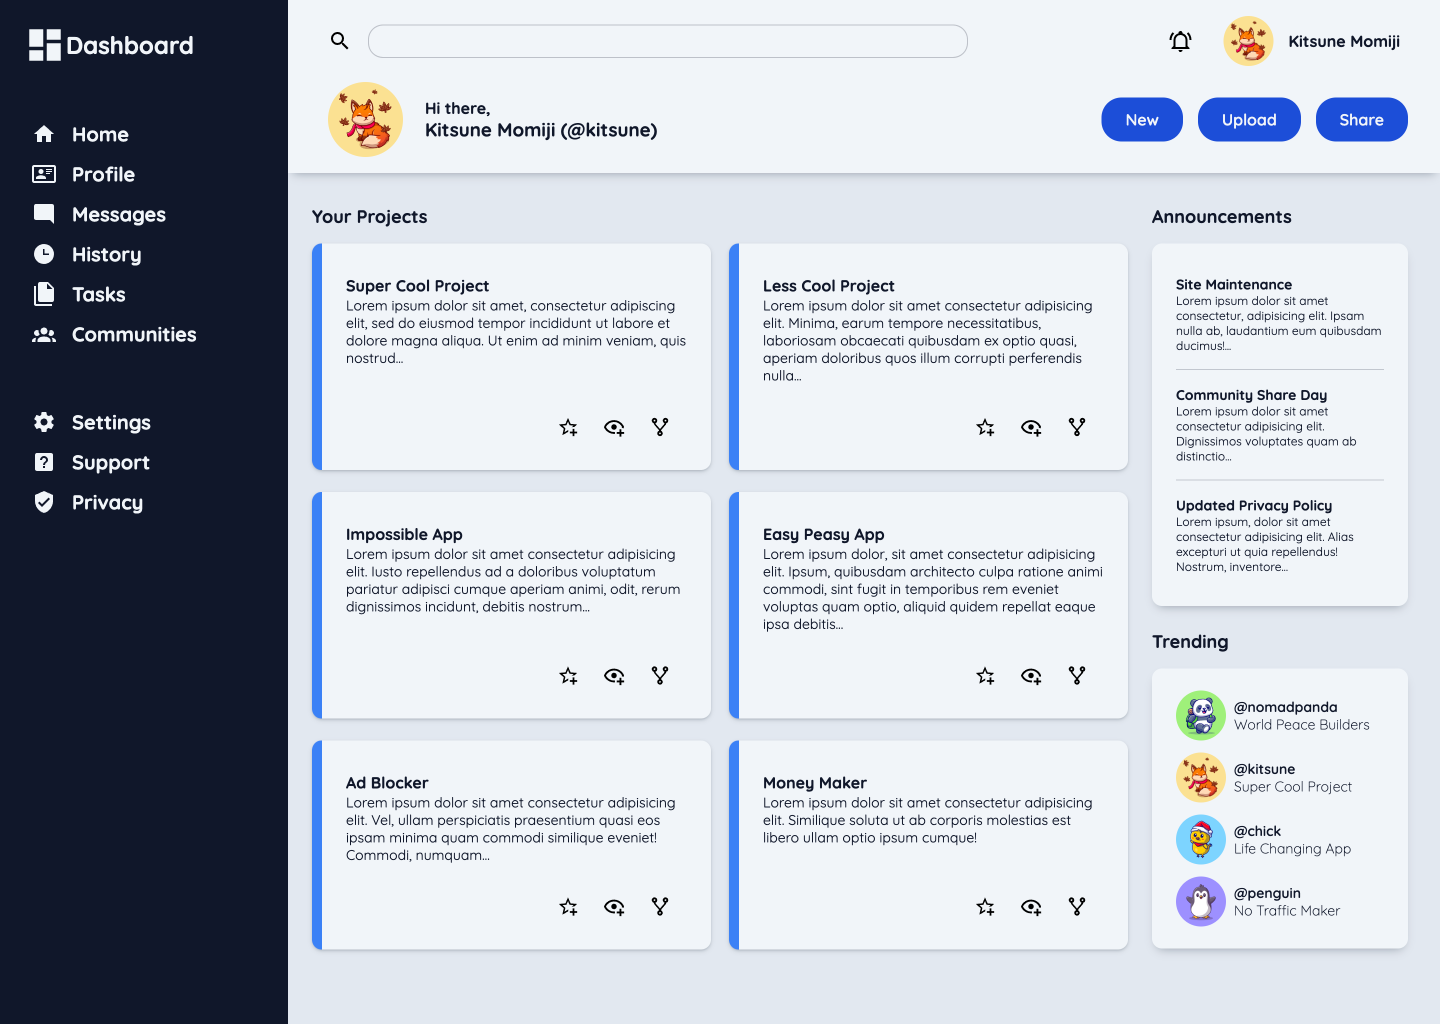 Dashboard
Home
Profile
Messages
History
Tasks
Communities
Settings
Support
Privacy
Kitsune Momiji
Hi there,
Kitsune Momiji (@kitsune)
New
Upload
Share
Your Projects
Super Cool Project
Lorem ipsum dolor sit amet, consectetur adipiscing
elit, sed do eiusmod tempor incididunt ut labore et
dolore magna aliqua. Ut enim ad minim veniam, quis
nostrud...
Less Cool Project
Lorem ipsum dolor sit amet consectetur adipisicing
elit. Minima, earum tempore necessitatibus,
laboriosam obcaecati quibusdam ex optio quasi,
aperiam doloribus quos illum corrupti perferendis
nulla...
Impossible App
Lorem ipsum dolor sit amet consectetur adipisicing
elit. Iusto repellendus ad a doloribus voluptatum
pariatur adipisci cumque aperiam animi, odit, rerum
dignissimos incidunt, debitis nostrum...
Easy Peasy App
Lorem ipsum dolor, sit amet consectetur adipisicing
elit. Ipsum, quibusdam architecto culpa ratione animi
commodi, sint fugit in temporibus rem eveniet
voluptas quam optio, aliquid quidem repellat eaque
ipsa debitis...
Ad Blocker
Lorem ipsum dolor sit amet consectetur adipisicing
elit. Vel, ullam perspiciatis praesentium quasi eos
ipsam minima quam commodi similique eveniet!
Commodi, numquam...
Money Maker
Lorem ipsum dolor sit amet consectetur adipisicing
elit. Similique soluta ut ab corporis molestias est
libero ullam optio ipsum cumque!
Announcements
Site Maintenance
Lorem ipsum dolor sit amet
consectetur, adipisicing elit. Ipsam
nulla ab, laudantium eum quibusdam
ducimus!...
Community Share Day
Lorem ipsum dolor sit amet
consectetur adipisicing elit.
Dignissimos voluptates quam ab
distinctio...
Updated Privacy Policy
Lorem ipsum, dolor sit amet
consectetur adipisicing elit. Alias
excepturi ut quia repellendus!
Nostrum, inventore...
Trending
@nomadpanda
World Peace Builders
@kitsune
Super Cool Project
@chick
Life Changing App
@penguin
No Traffic Maker